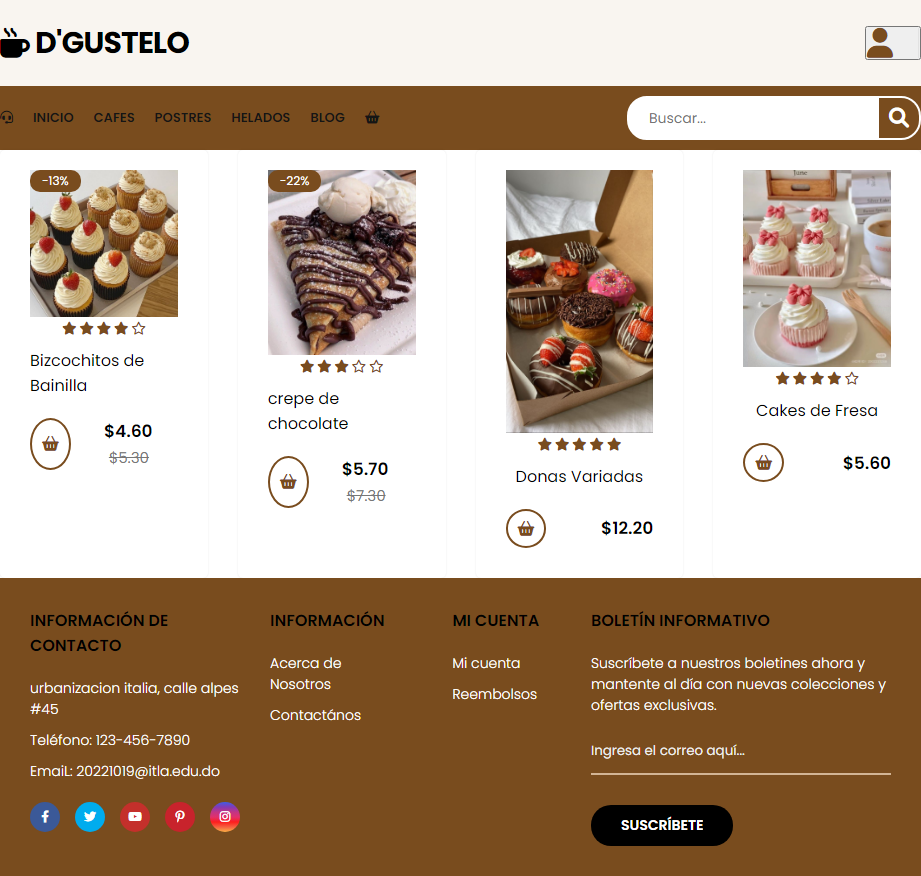 D'GUSTELO
INICIO CAFES POSTRES HELADOS BLOG Buscar...
-13%
-22%
Bizcochitos de
Bainilla
$4.60
$5.30
crepe de
chocolate
$5.70
$7.30
Donas Variadas
$12.20
Cakes de Fresa
$5.60
INFORMACIÓN DE
CONTACTO
urbanizacion italia, calle alpes
#45
Teléfono: 123-456-7890
EmaiL: 20221019@itla.edu.do
INFORMACIÓN
Acerca de
Nosotros
Contactános
MI CUENTA
Mi cuenta
Reembolsos
BOLETÍN INFORMATIVO
Suscríbete a nuestros boletines ahora y
mantente al día con nuevas colecciones y
ofertas exclusivas.
Ingresa el correo aquí...
SUSCRÍBETE